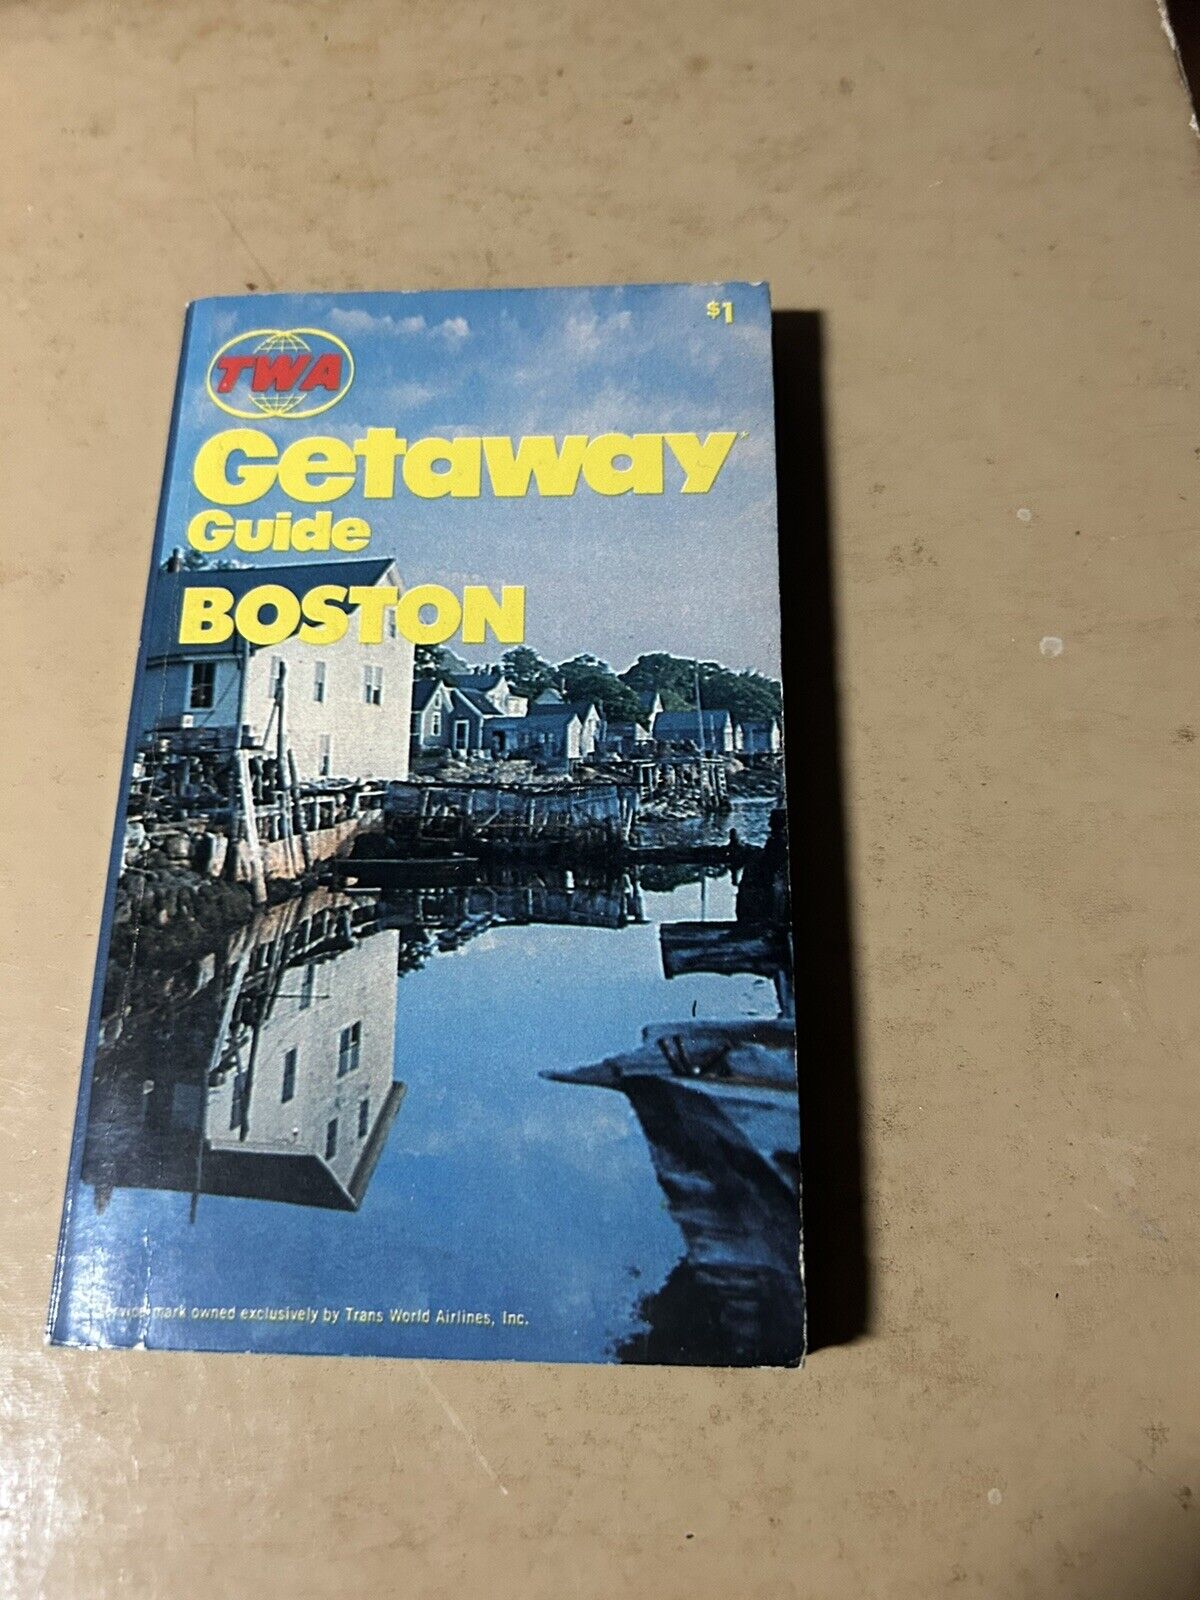 $1
TWA
Getaway*
Guide
BOSTON
mark owned exclusively by Trans World Airlines, Inc.